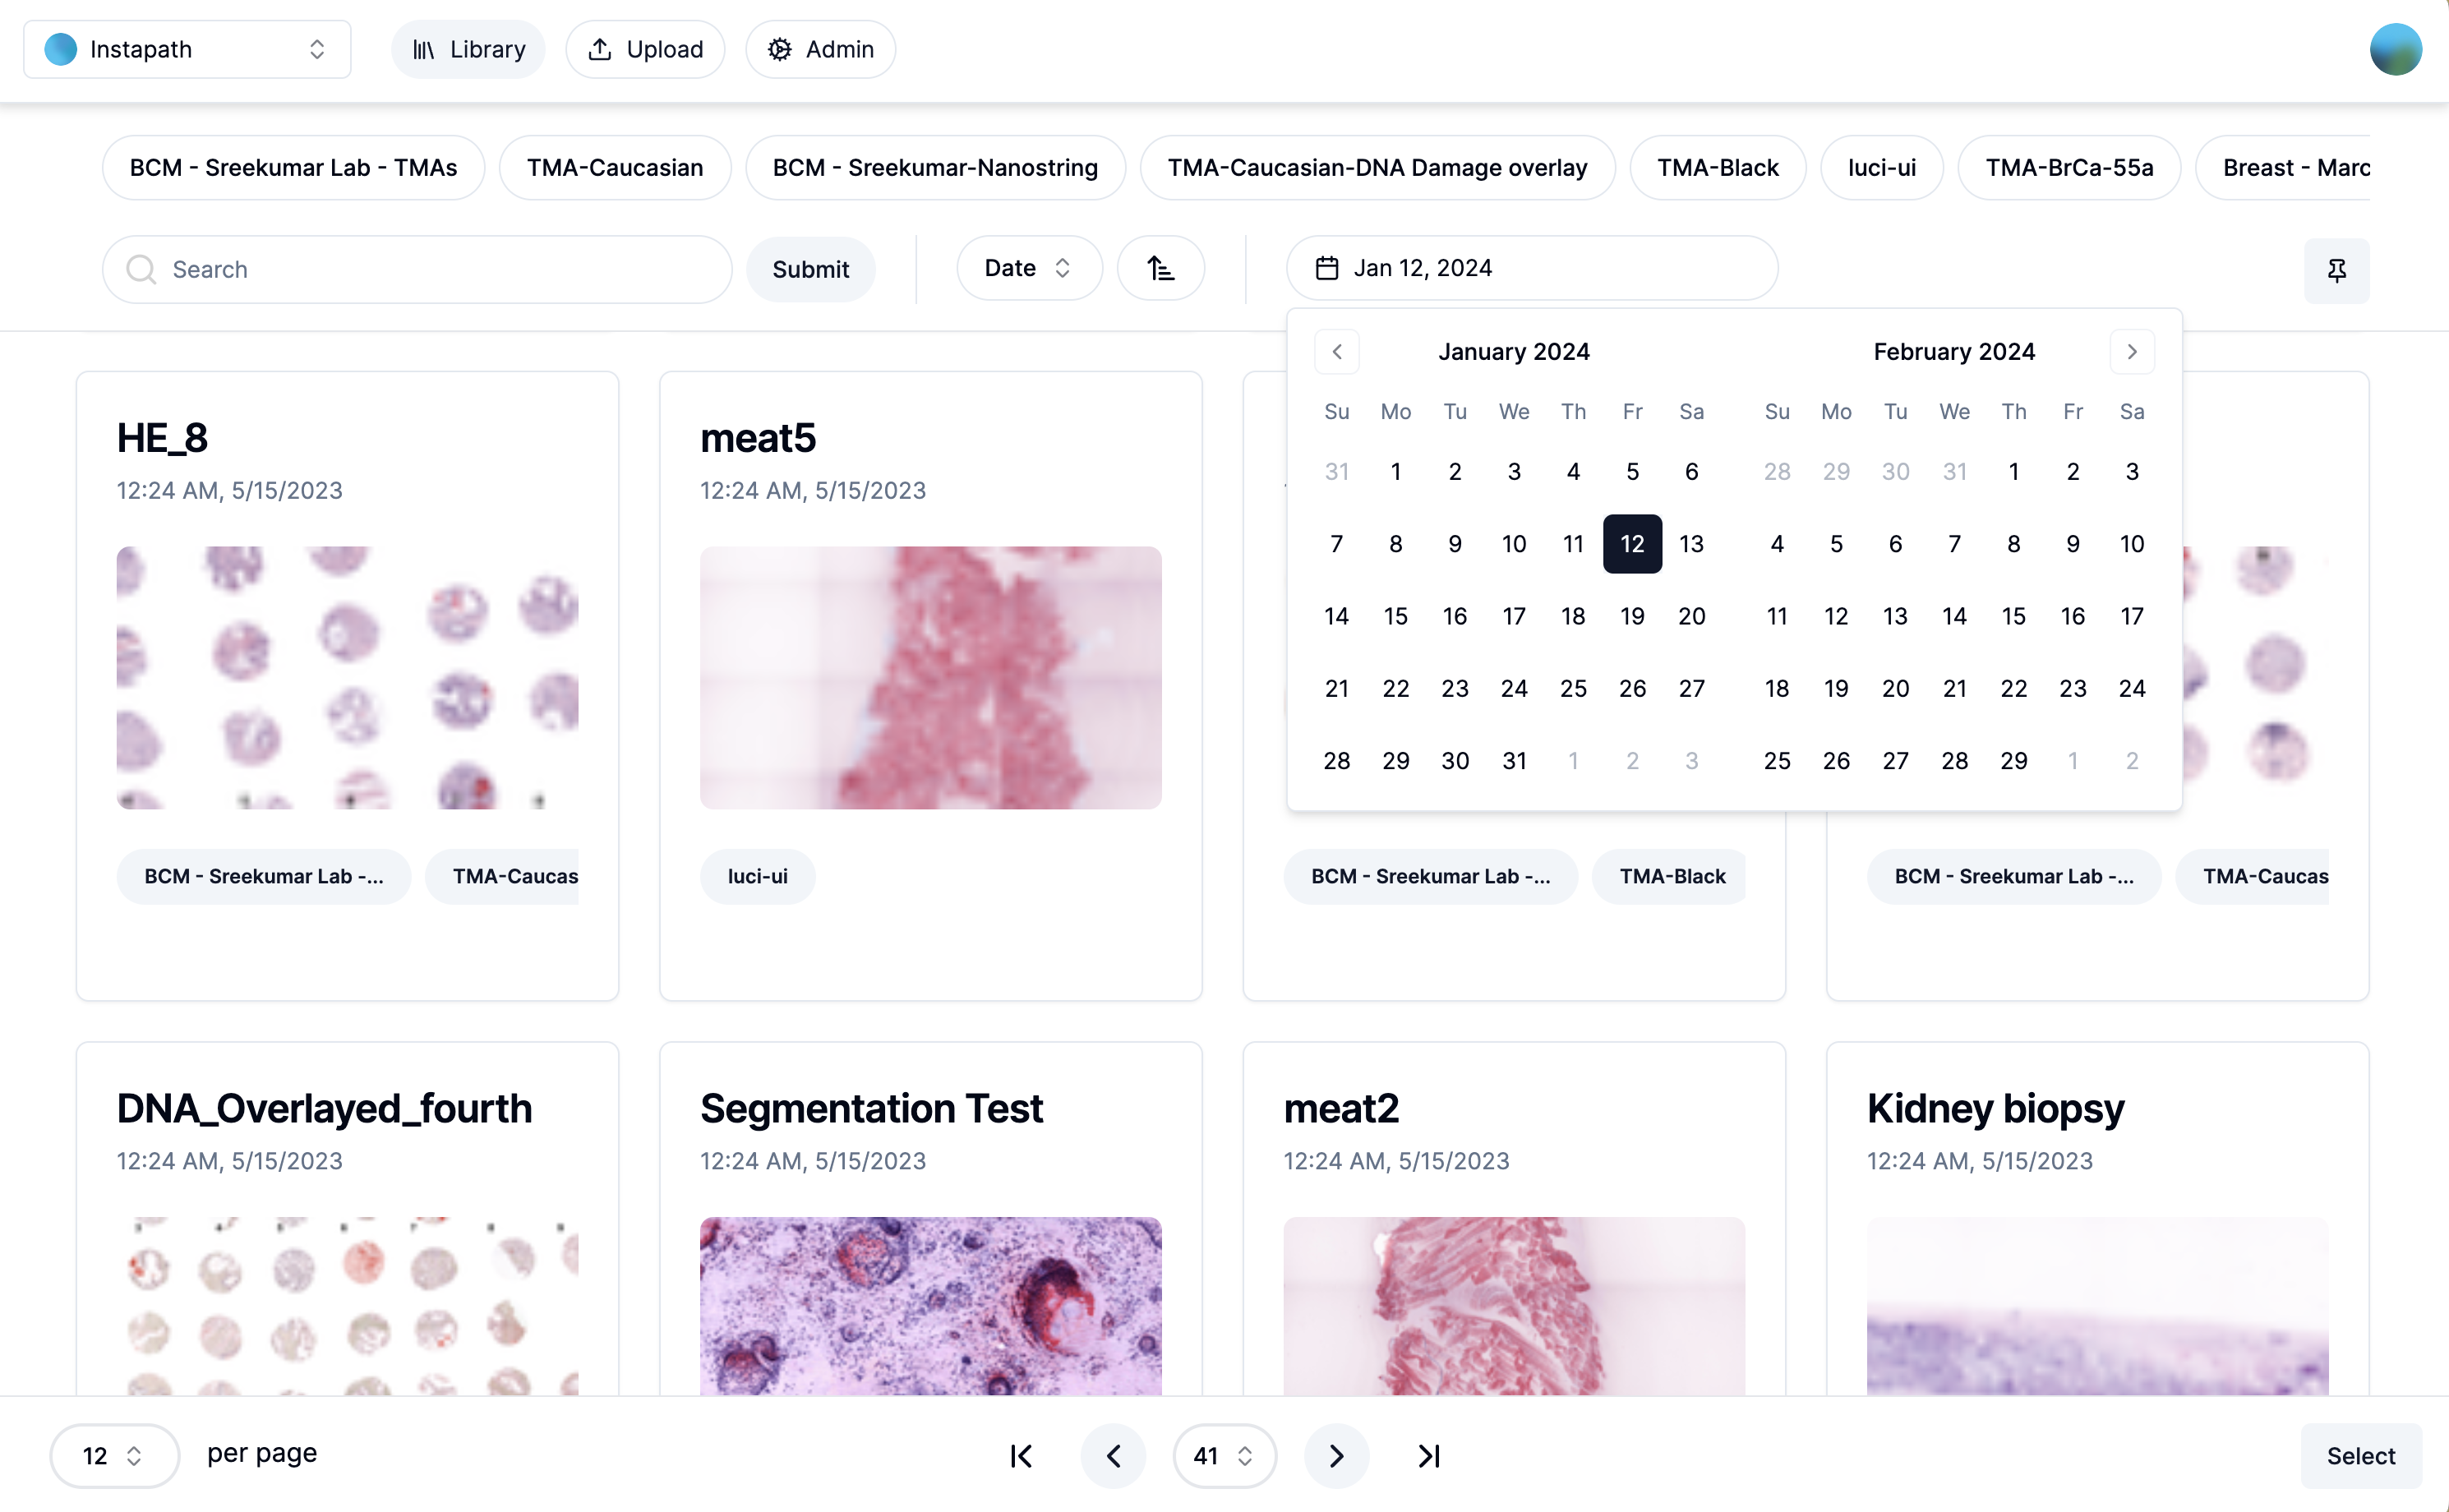 Instapath
Library
Upload
Admin
BCM - Sreekumar Lab - TMAs
TMA-Caucasian
BCM - Sreekumar-Nanostring
TMA-Caucasian-DNA Damage overlay
TMA-Black
luci-ui
TMA-BrCa-55a
Breast - Marc
Search
Submit
Date
Jan 12, 2024
January 2024
Su Mo Tu We Th Fr Sa
31 1 2 3 4 5 6
7 8 9 10 11 12 13
14 15 16 17 18 19 20
21 22 23 24 25 26 27
28 29 30 31 1 2 3
February 2024
Su Mo Tu We Th Fr Sa
28 29 30 31 1 2 3
4 5 6 7 8 9 10
11 12 13 14 15 16 17
18 19 20 21 22 23 24
25 26 27 28 29 1 2
HE_8
12:24 AM, 5/15/2023
BCM - Sreekumar Lab -...
TMA-Caucas
meat5
12:24 AM, 5/15/2023
luci-ui
BCM - Sreekumar Lab -...
TMA-Black
BCM - Sreekumar Lab -...
TMA-Caucas
DNA_Overlayed_fourth
12:24 AM, 5/15/2023
Segmentation Test
12:24 AM, 5/15/2023
meat2
12:24 AM, 5/15/2023
Kidney biopsy
12:24 AM, 5/15/2023
12
per page
41
Select